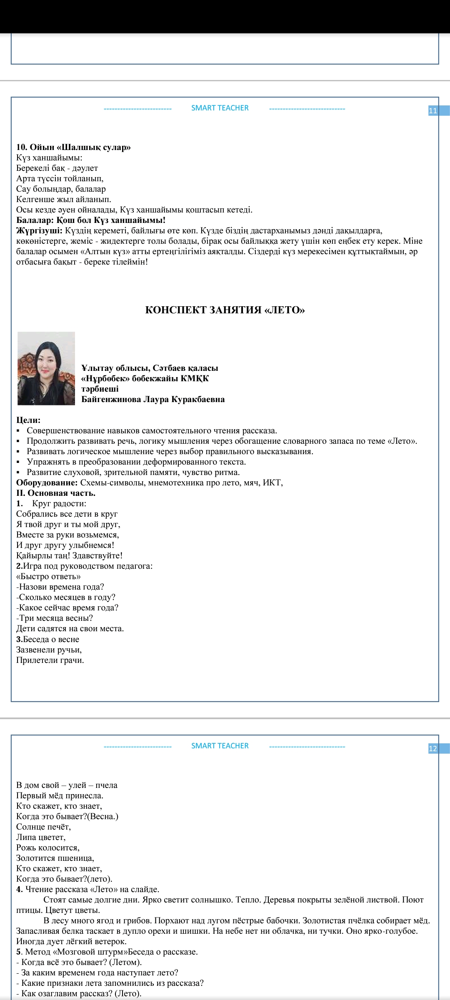 SMART TEACHER
11
10. Ойын «Шалшық сулар»
Күз ханшайымы:
Берекелі бақ - дәулет
Арта түссін тойланып,
Сау болыңдар, балалар
Келгенше жыл айланып.
Осы кезде әуен ойналады, Күз ханшайымы қоштасып кетеді.
Балалар: Қош бол Күз ханшайымы!
Жүргізуші: Күздің кереметі, байлығы өте көп. Күзде біздің дастарханымыз дәнді дақылдарға,
көкөністерге, жеміс - жидектерге толы болады, бірақ осы байлыққа жету үшін көп еңбек ету керек. Міне
балалар осымен «Алтын күз» атты ертеңгілігіміз аяқталды. Сіздерді күз мерекесімен құттықтаймын, әр
отбасыға бақыт - береке тілеймін!
КОНСПЕКТ ЗАНЯТИЯ «ЛЕТО»
Ұлытау облысы, Сәтбаев қаласы
«Нұрбөбек» бөбекжайы КМҚК
тәрбиеші
Байгенжинова Лаура Куракбаевна
Цели:
▪ Совершенствование навыков самостоятельного чтения рассказа.
▪ Продолжить развивать речь, логику мышления через обогащение словарного запаса по теме «Лето».
▪ Развивать логическое мышление через выбор правильного высказывания.
▪ Упражнять в преобразовании деформированного текста.
▪ Развитие слуховой, зрительной памяти, чувство ритма.
Оборудование: Схемы-символы, мнемотехника про лето, мяч, ИКТ,
II. Основная часть.
1. Круг радости:
Собрались все дети в круг
Я твой друг и ты мой друг,
Вместе за руки возьмемся,
И друг другу улыбнемся!
Қайырлы таң! Здавствуйте!
2.Игра под руководством педагога:
«Быстро ответь»
-Назови времена года?
-Сколько месяцев в году?
-Какое сейчас время года?
-Три месяца весны?
Дети садятся на свои места.
3.Беседа о весне
Зазвенели ручьи,
Прилетели грачи.
SMART TEACHER
12
В дом свой – улей – пчела
Первый мёд принесла.
Кто скажет, кто знает,
Когда это бывает?(Весна.)
Солнце печёт,
Липа цветет,
Рожь колосится,
Золотится пшеница,
Кто скажет, кто знает,
Когда это бывает?(лето).
4. Чтение рассказа «Лето» на слайде.
Стоят самые долгие дни. Ярко светит солнышко. Тепло. Деревья покрыты зелёной листвой. Поют
птицы. Цветут цветы.
В лесу много ягод и грибов. Порхают над лугом пёстрые бабочки. Золотистая пчёлка собирает мёд.
Запасливая белка таскает в дупло орехи и шишки. На небе нет ни облачка, ни тучки. Оно ярко-голубое.
Иногда дует лёгкий ветерок.
5. Метод «Мозговой штурм»Беседа о рассказе.
- Когда всё это бывает? (Летом).
- За каким временем года наступает лето?
- Какие признаки лета запомнились из рассказа?
- Как озаглавим рассказ? (Лето).